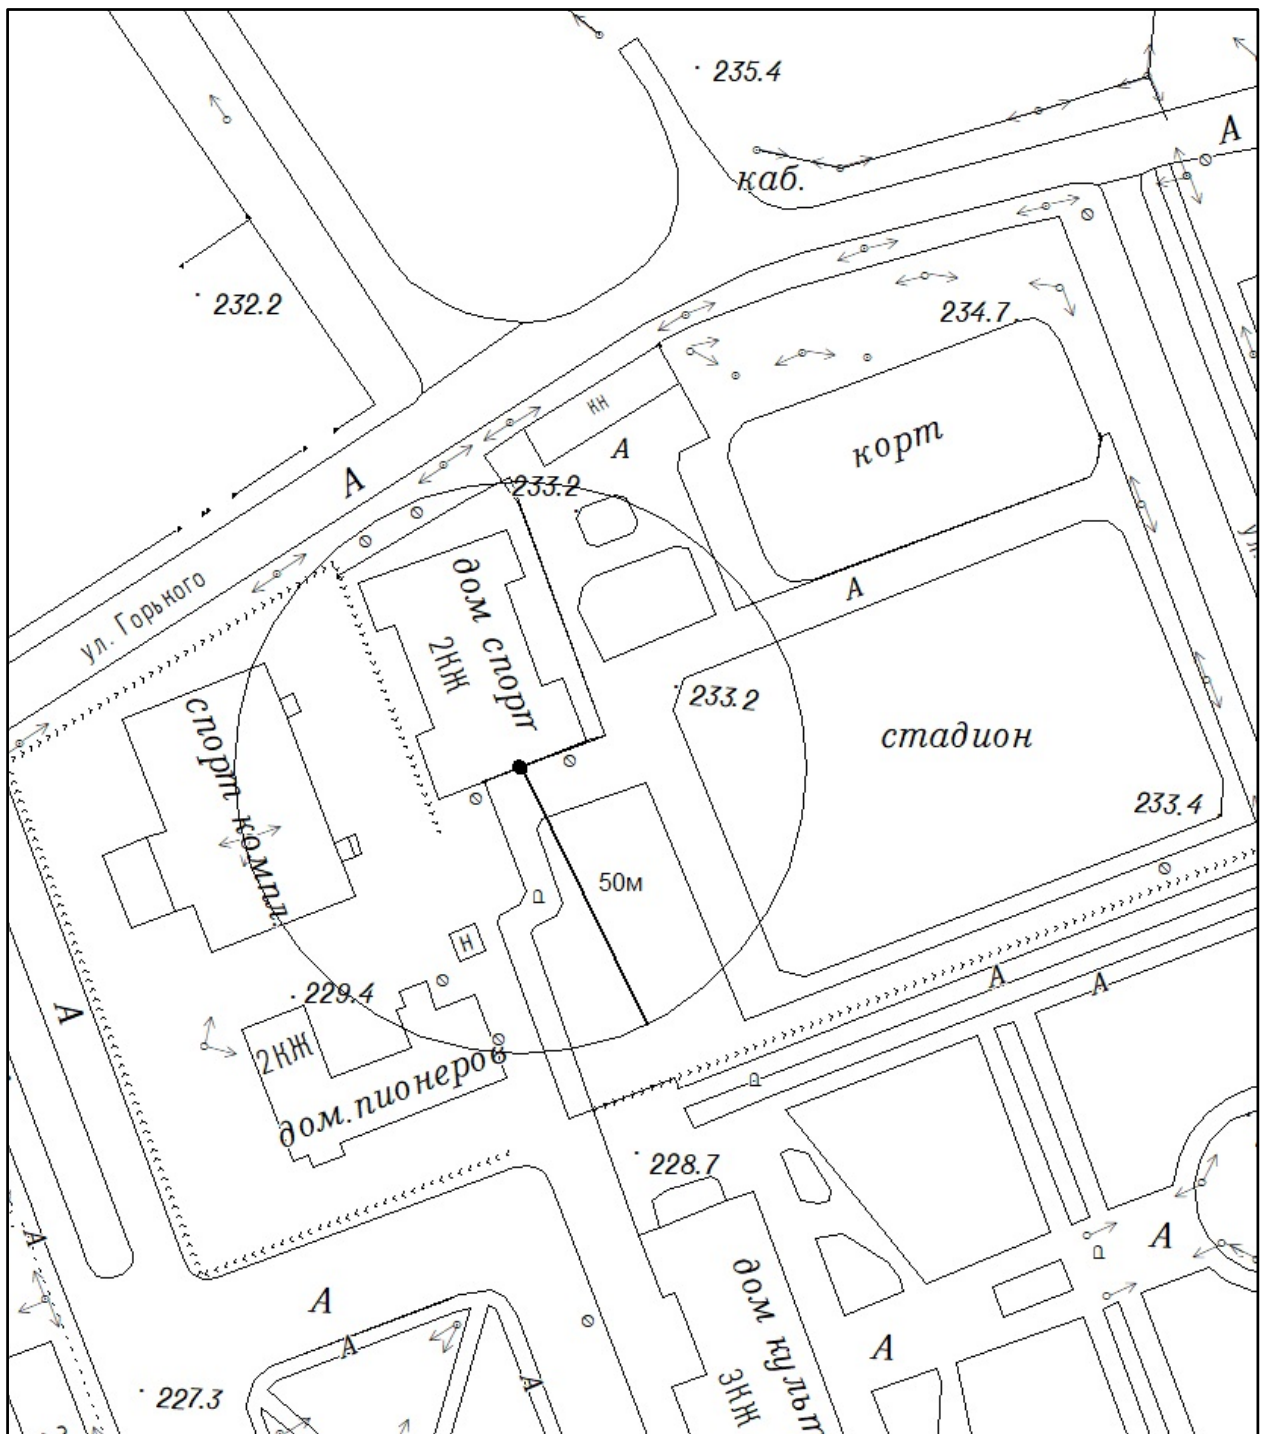 235.4
А
каб.
232.2
234.7
кн
корт
А
А
233.2
ул. Горького
дом спорт
2КЖ
А
233.2
спорт компл.
стадион
233.4
50м
Н
А
А
229.4
А
2КЖ
дом.пионеров
228.7
А
А
дом культ
А
А
А
А
3КЖ
227.3